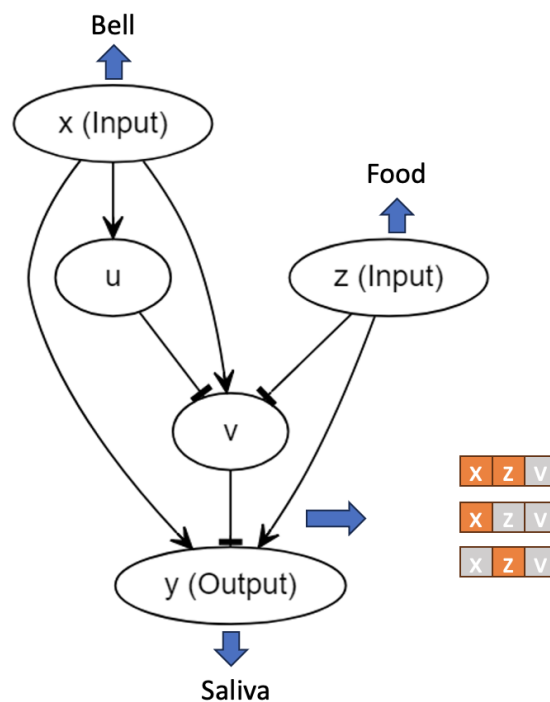 Bell
x (Input)
Food
u
z (Input)
v
X Z V
X Z V
y (Output)
X Z V
Saliva